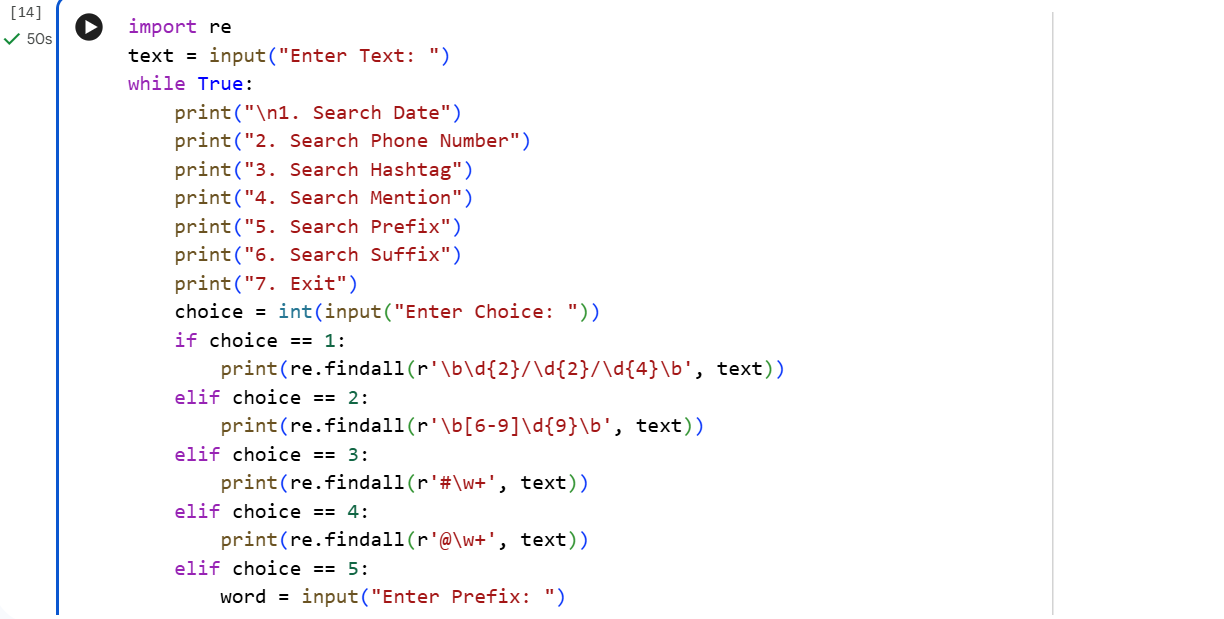 [14]
50s
import re
text = input("Enter Text: ")
while True:
    print("\n1. Search Date")
    print("2. Search Phone Number")
    print("3. Search Hashtag")
    print("4. Search Mention")
    print("5. Search Prefix")
    print("6. Search Suffix")
    print("7. Exit")
    choice = int(input("Enter Choice: "))
    if choice == 1:
        print(re.findall(r'\b\d{2}/\d{2}/\d{4}\b', text))
    elif choice == 2:
        print(re.findall(r'\b[6-9]\d{9}\b', text))
    elif choice == 3:
        print(re.findall(r'#\w+', text))
    elif choice == 4:
        print(re.findall(r'@\w+', text))
    elif choice == 5:
        word = input("Enter Prefix: ")